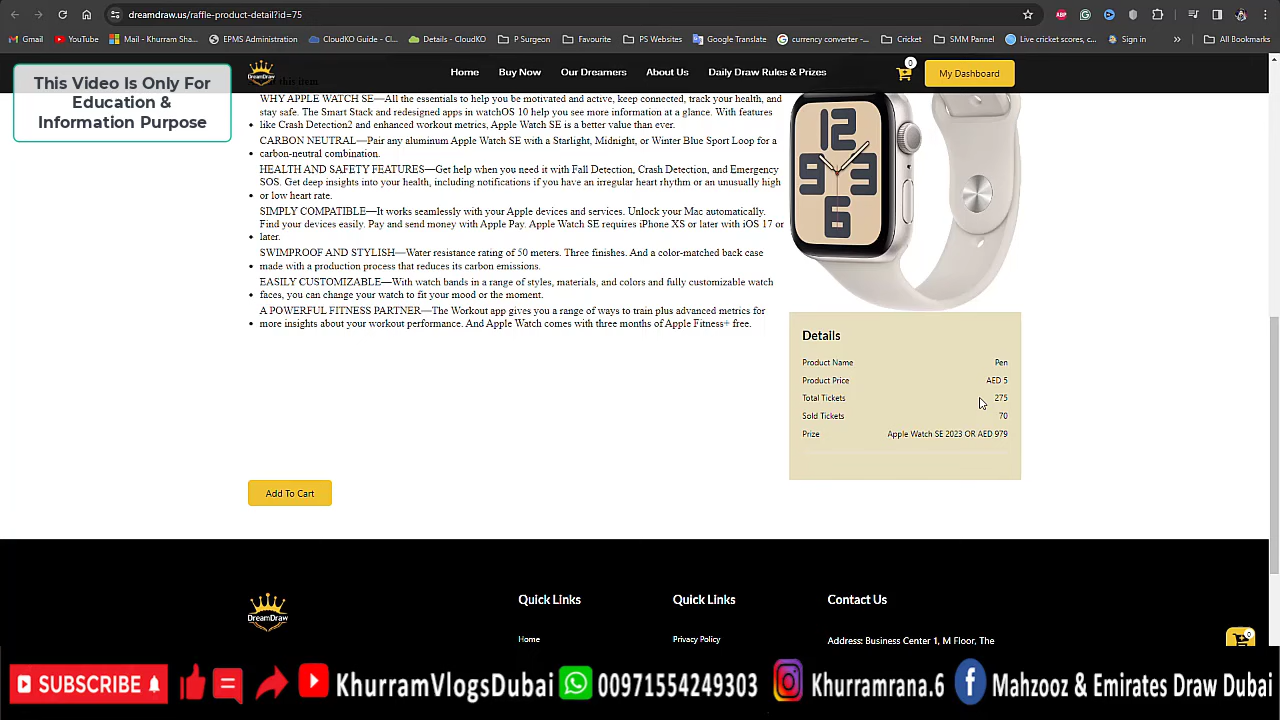 dreamdraw.us/raffle-product-detail?id=75
Gmail YouTube Mail - Khurram Sha... EPMS Administration CloudKO Guide - Cl... Details - CloudKO P Surgeon Favourite PS Websites Google Translate currency converter -... Cricket SMM Panel Live cricket scores, c... Sign in » All Bookmarks
This Video Is Only For
Education &
Information Purpose
DreamDraw
Home Buy Now Our Dreamers About Us Daily Draw Rules & Prizes 0 My Dashboard
WHY APPLE WATCH SE—All the essentials to help you be motivated and active, keep connected, track your health, and
stay safe. The Smart Stack and redesigned apps in watchOS 10 help you see more information at a glance. With features
• like Crash Detection2 and enhanced workout metrics, Apple Watch SE is a better value than ever.
CARBON NEUTRAL—Pair any aluminum Apple Watch SE with a Starlight, Midnight, or Winter Blue Sport Loop for a
• carbon-neutral combination.
HEALTH AND SAFETY FEATURES—Get help when you need it with Fall Detection, Crash Detection, and Emergency
SOS. Get deep insights into your health, including notifications if you have an irregular heart rhythm or an unusually high
• or low heart rate.
SIMPLY COMPATIBLE—It works seamlessly with your Apple devices and services. Unlock your Mac automatically.
Find your devices easily. Pay and send money with Apple Pay. Apple Watch SE requires iPhone XS or later with iOS 17 or
• later.
SWIMPROOF AND STYLISH—Water resistance rating of 50 meters. Three finishes. And a color-matched back case
• made with a production process that reduces its carbon emissions.
EASILY CUSTOMIZABLE—With watch bands in a range of styles, materials, and colors and fully customizable watch
• faces, you can change your watch to fit your mood or the moment.
A POWERFUL FITNESS PARTNER—The Workout app gives you a range of ways to train plus advanced metrics for
• more insights about your workout performance. And Apple Watch comes with three months of Apple Fitness+ free.
12
9 3
6
Details
Product Name Pen
Product Price AED 5
Total Tickets 275
Sold Tickets 70
Prize Apple Watch SE 2023 OR AED 979
Add To Cart
DreamDraw
Quick Links Quick Links Contact Us
Home Privacy Policy Address: Business Center 1, M Floor, The
0
SUBSCRIBE KhurramVlogsDubai 00971554249303 Khurramrana.6 Mahzooz & Emirates Draw Dubai